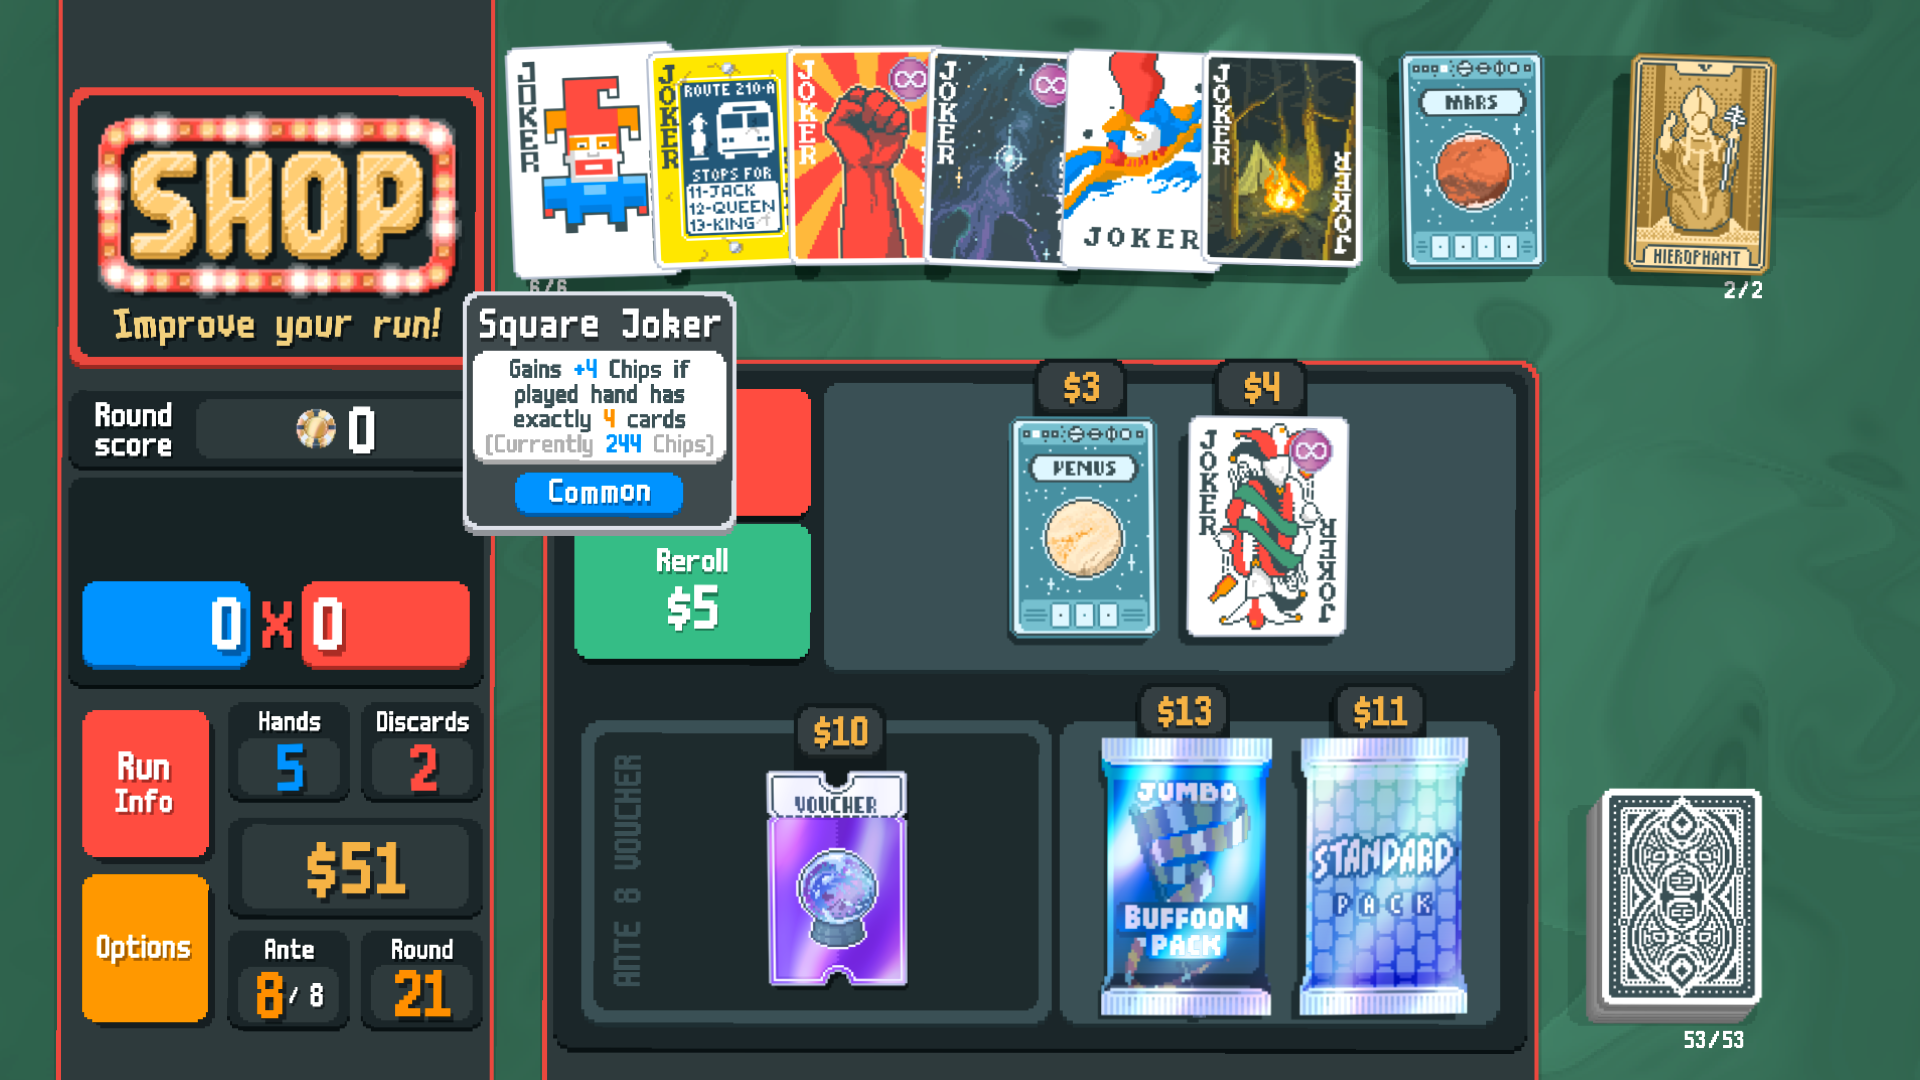 SHOP
Improve your run!
Round
score
0
0 X 0
Run
Info
Options
Hands
5
Discards
2
$51
Ante
8 / 8
Round
21
JOKER
JOKER
ROUTE 210-A
STOPS FOR
11-JACK
12-QUEEN
13-KING
JOKER
JOKER
JOKER
JOKER
JOKER
6/6
MARS
HIEROPHANT
2/2
Square Joker
Gains +4 Chips if
played hand has
exactly 4 cards
(Currently 244 Chips)
Common
Reroll
$5
$3
VENUS
$4
JOKER
JOKER
ANTE 8 VOUCHER
$10
VOUCHER
$13
JUMBO
BUFFOON
PACK
$11
STANDARD
PACK
53/53